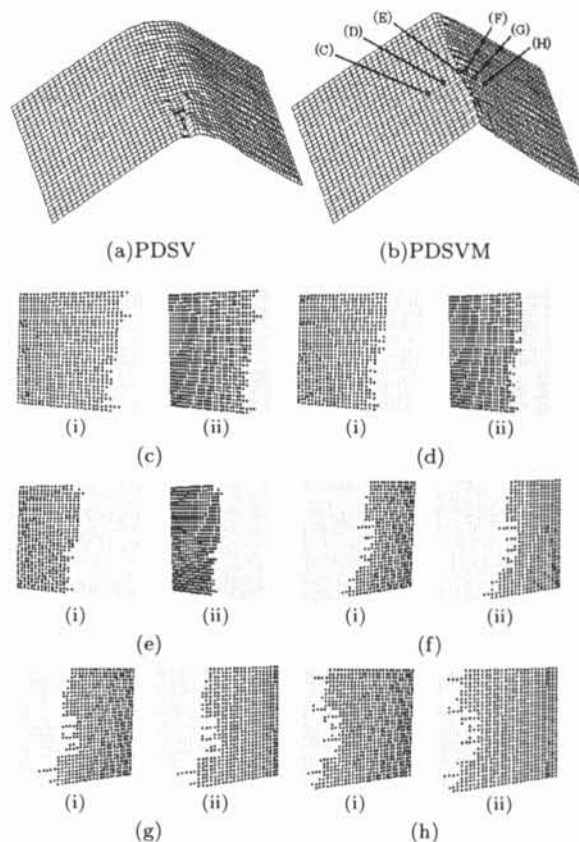 (C)
(D)
(E)
(F)
(G)
(H)
(a)PDSV
(b)PDSVM
(i)
(ii)
(i)
(ii)
(c)
(d)
(i)
(ii)
(i)
(ii)
(e)
(f)
(i)
(ii)
(i)
(ii)
(g)
(h)